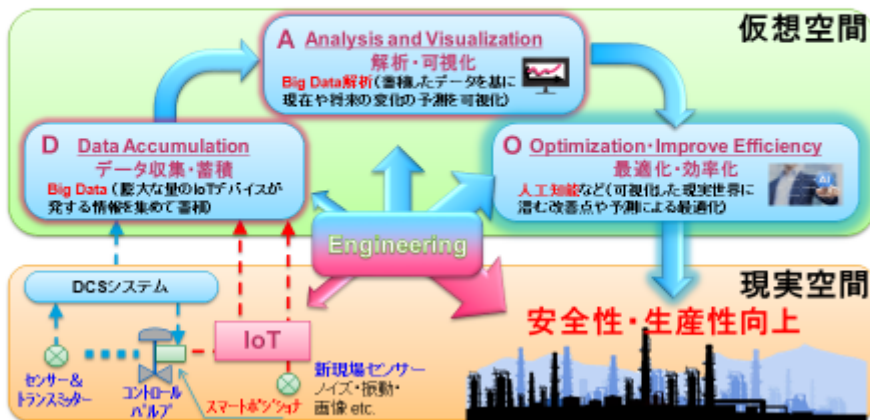 仮想空間
A Analysis and Visualization
解析・可視化
Big Data解析(蓄積したデータを基に
現在や将来の変化の予測を可視化)
D Data Accumulation
データ収集・蓄積
Big Data (膨大な量のIoTデバイスが
発する情報を集めて蓄積)
O Optimization・Improve Efficiency
最適化・効率化
人工知能など(可視化した現実世界に
潜む改善点や予測による最適化)
AI
Engineering
現実空間
DCSシステム
安全性・生産性向上
IoT
センサー&
トランスミッター
コントロール
バルブ
スマートポジショナ
新現場センサー
ノイズ・振動・
画像 etc.